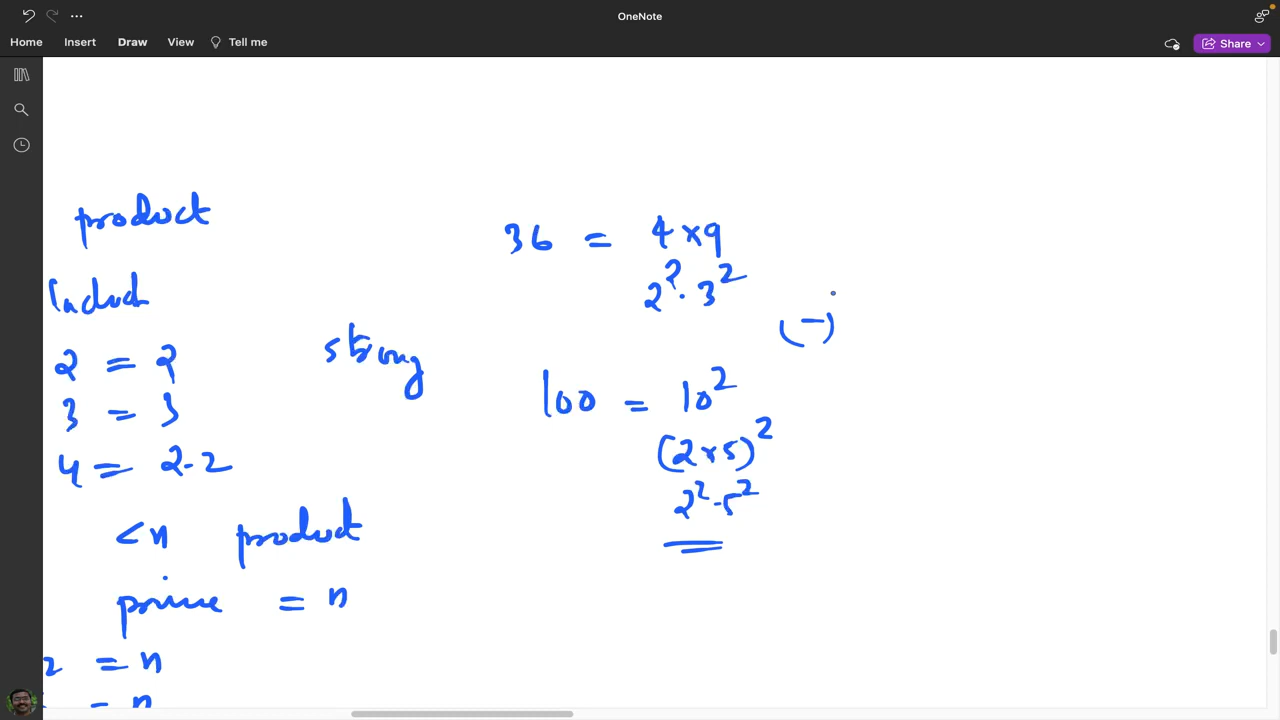 OneNote
Home Insert Draw View Tell me
Share
product
Induct
2 = 2
3 = 3
4 = 2·2
strong
<n product
prime = n
2 = n
= n
36 = 4 × 9
2² · 3²
(–)
100 = 10²
(2 × 5)²
2² · 5²